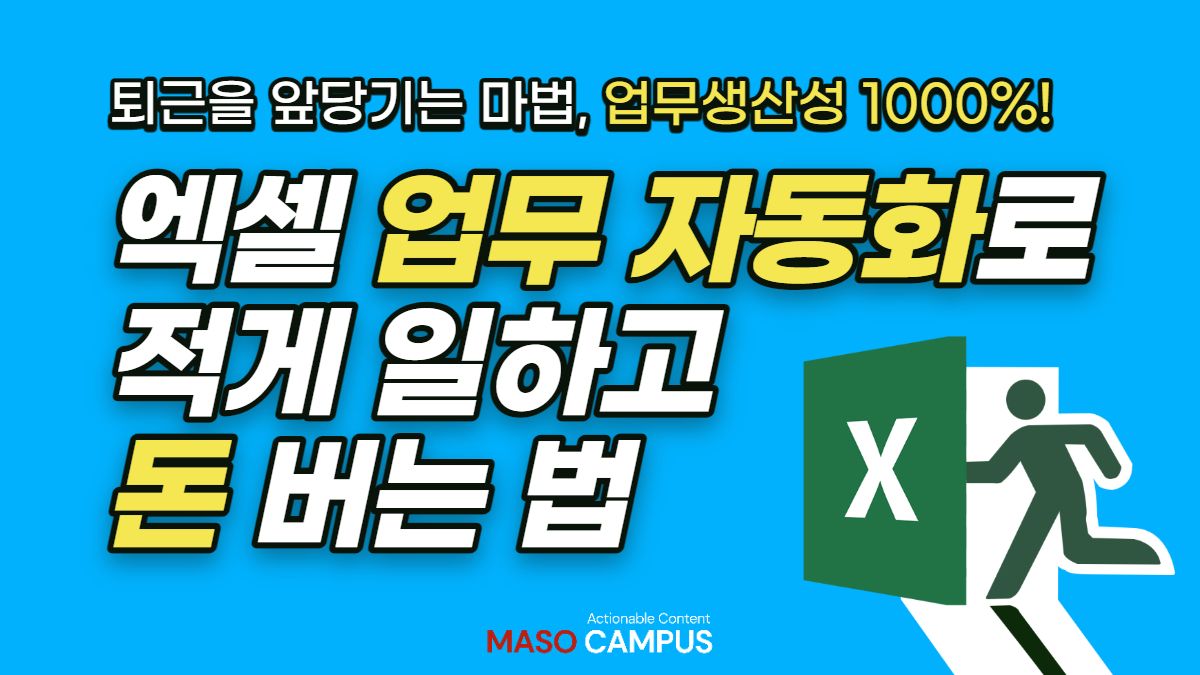 퇴근을 앞당기는 마법, 업무생산성 1000%!
엑셀 업무 자동화로
적게 일하고
돈 버는 법
X
Actionable Content
MASO CAMPUS